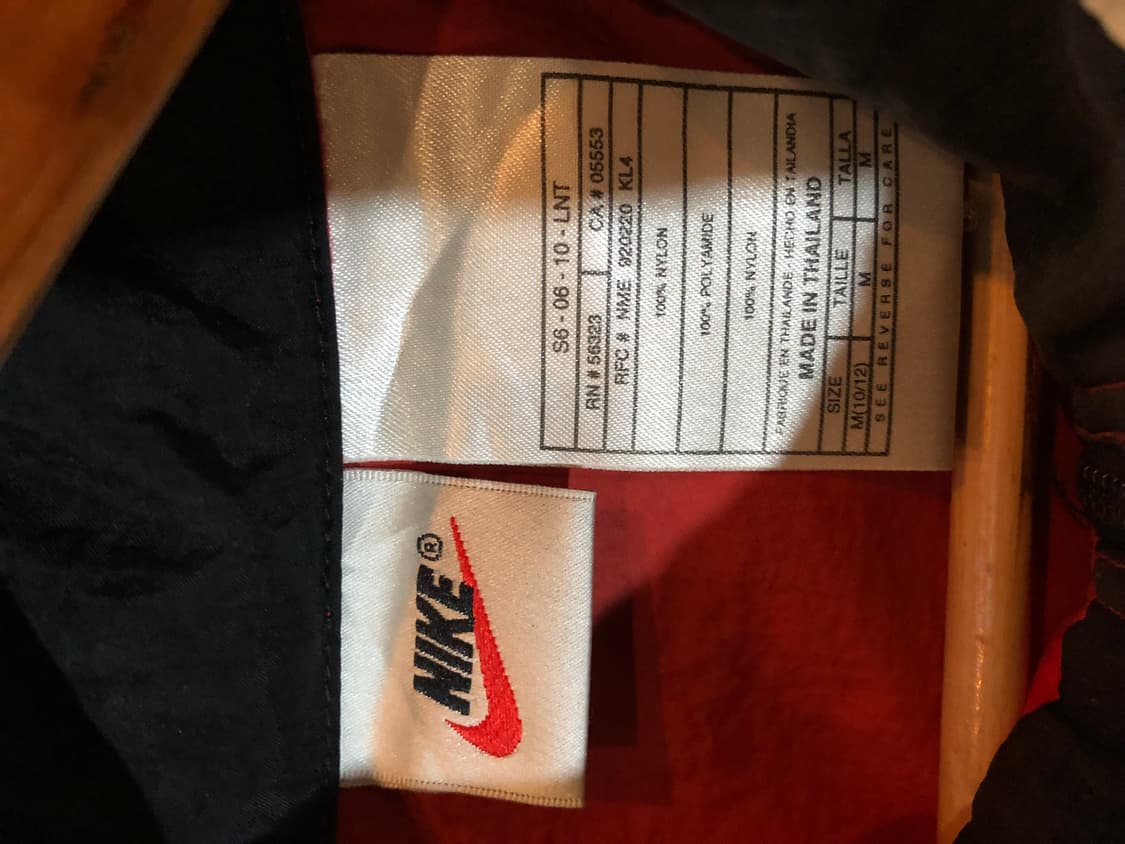 NIKE®
S6 - 06 - 10 - LNT
RN # 56323 CA # 05553
RFC # NME 920220 KL4
100% NYLON
100% POLYAMIDE
100% NYLON
FABRIQUE EN THAILANDE HECHO EN TAILANDIA
MADE IN THAILAND
SIZE TAILLE TALLA
M(10/12) M M
SEE REVERSE FOR CARE